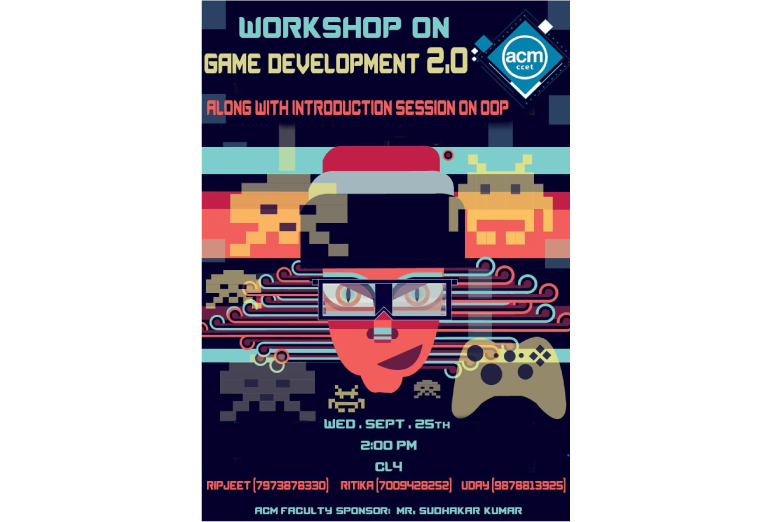 WORKSHOP ON
GAME DEVELOPMENT 2.0
acm
ccet
ALONG WITH INTRODUCTION SESSION ON OOP
WED . SEPT . 25TH
2:00 PM
CL4
RIPJEET (7973878330) RITIKA (7009428252) UDAY (9878813925)
ACM FACULTY SPONSOR: MR. SUDHAKAR KUMAR